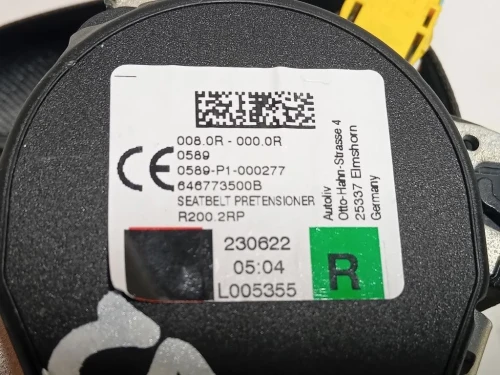 008.0R - 000.0R
CE
0589
0589-P1-000277
646773500B
SEATBELT PRETENSIONER
R200.2RP
230622
05:04
L005355
R
Autoliv
Otto-Hahn-Strasse 4
25337 Elmshorn
Germany